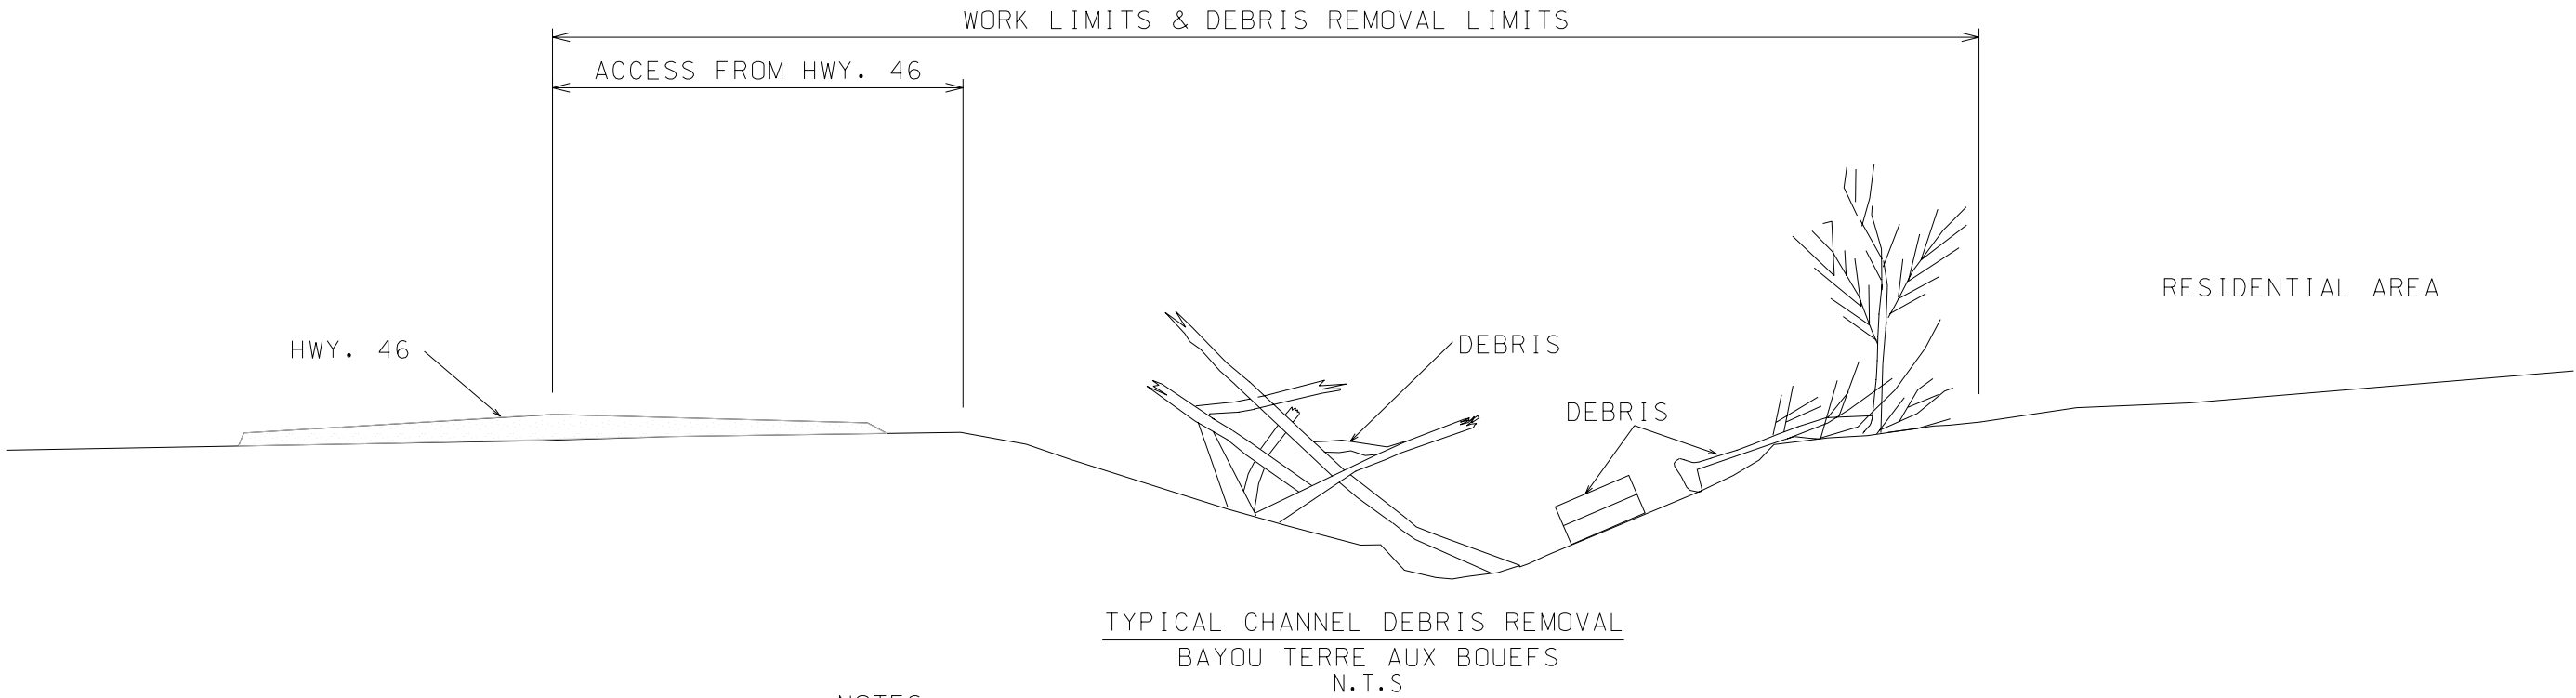 WORK LIMITS & DEBRIS REMOVAL LIMITS
ACCESS FROM HWY. 46
RESIDENTIAL AREA
HWY. 46
DEBRIS
DEBRIS
TYPICAL CHANNEL DEBRIS REMOVAL
BAYOU TERRE AUX BOUEFS
N.T.S
NOTES